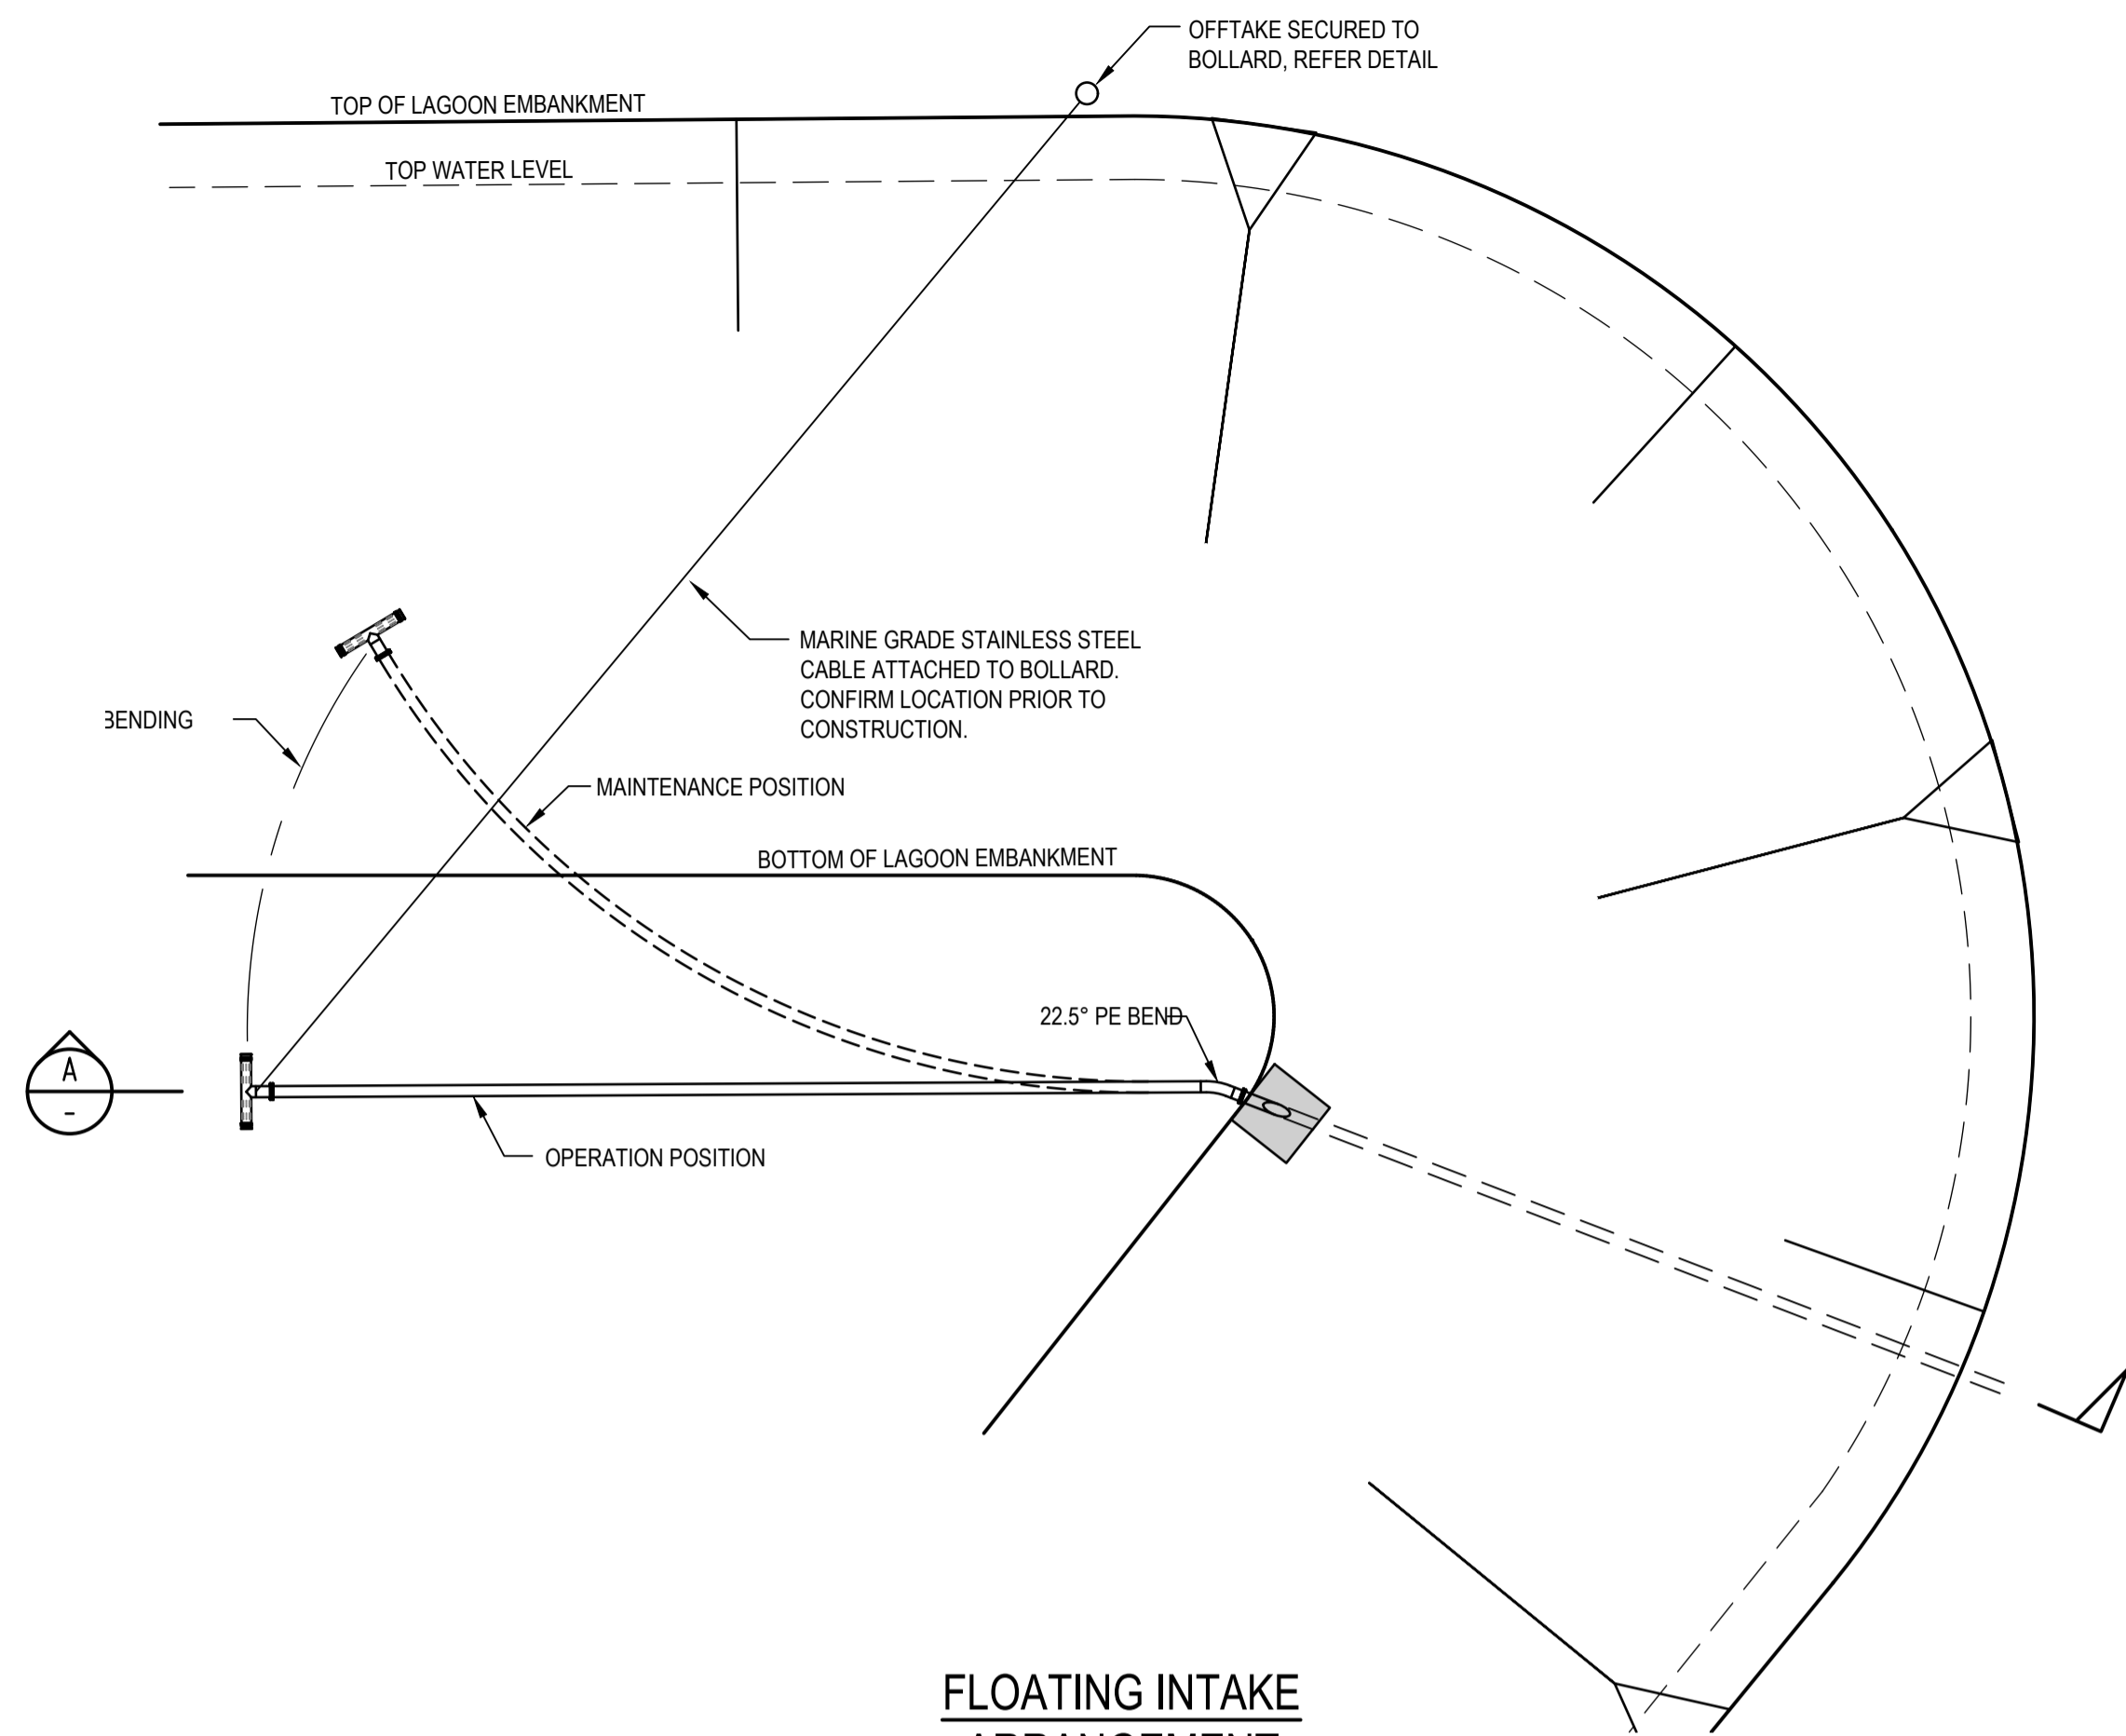 OFFTAKE SECURED TO
BOLLARD, REFER DETAIL
TOP OF LAGOON EMBANKMENT
TOP WATER LEVEL
MARINE GRADE STAINLESS STEEL
CABLE ATTACHED TO BOLLARD.
CONFIRM LOCATION PRIOR TO
CONSTRUCTION.
BENDING
MAINTENANCE POSITION
BOTTOM OF LAGOON EMBANKMENT
22.5° PE BEND
A
-
OPERATION POSITION
FLOATING INTAKE
ARRANGEMENT